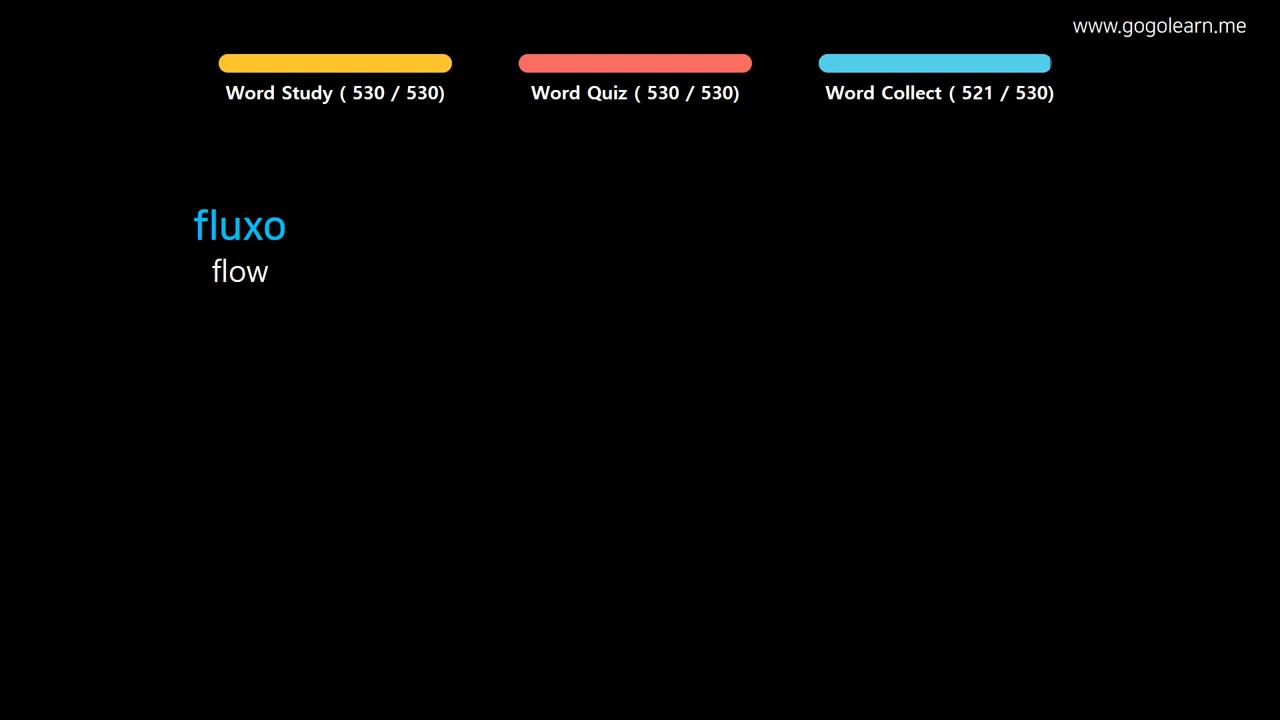 www.gogolearn.me
Word Study ( 530 / 530)
Word Quiz ( 530 / 530)
Word Collect ( 521 / 530)
fluxo
flow